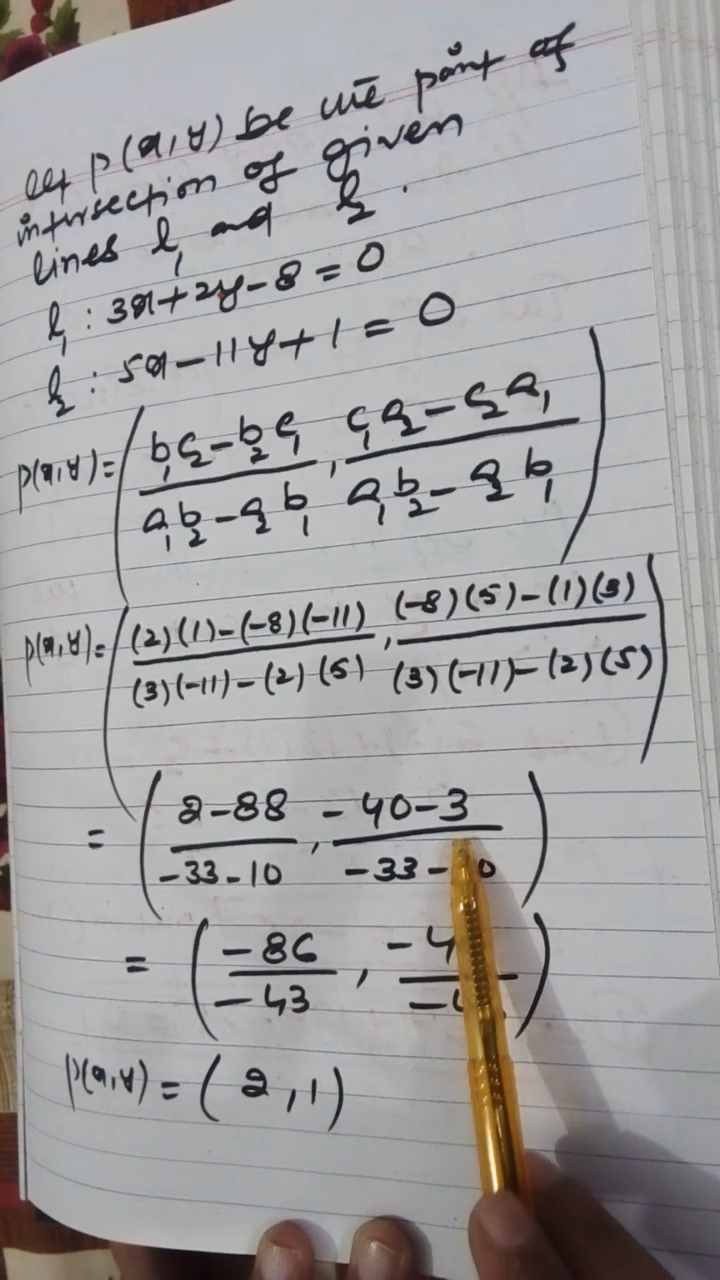 let P(x,y) be the point of
intersection of given
lines l₁ and l₂.
l₁ : 3x+2y-8=0
l₂ : 5x-11y+1=0
P(x,y) = ( (b₁c₂-b₂c₁)/(a₁b₂-a₂b₁) , (c₁a₂-c₂a₁)/(a₁b₂-a₂b₁) )
P(x,y) = ( ((2)(1)-(-8)(-11))/((3)(-11)-(2)(5)) , ((-8)(5)-(1)(3))/((3)(-11)-(2)(5)) )
= ( (2-88)/(-33-10) , (-40-3)/(-33-0) )
= ( (-86)/(-43) , (-4)/(-) )
P(x,y) = (2,1)